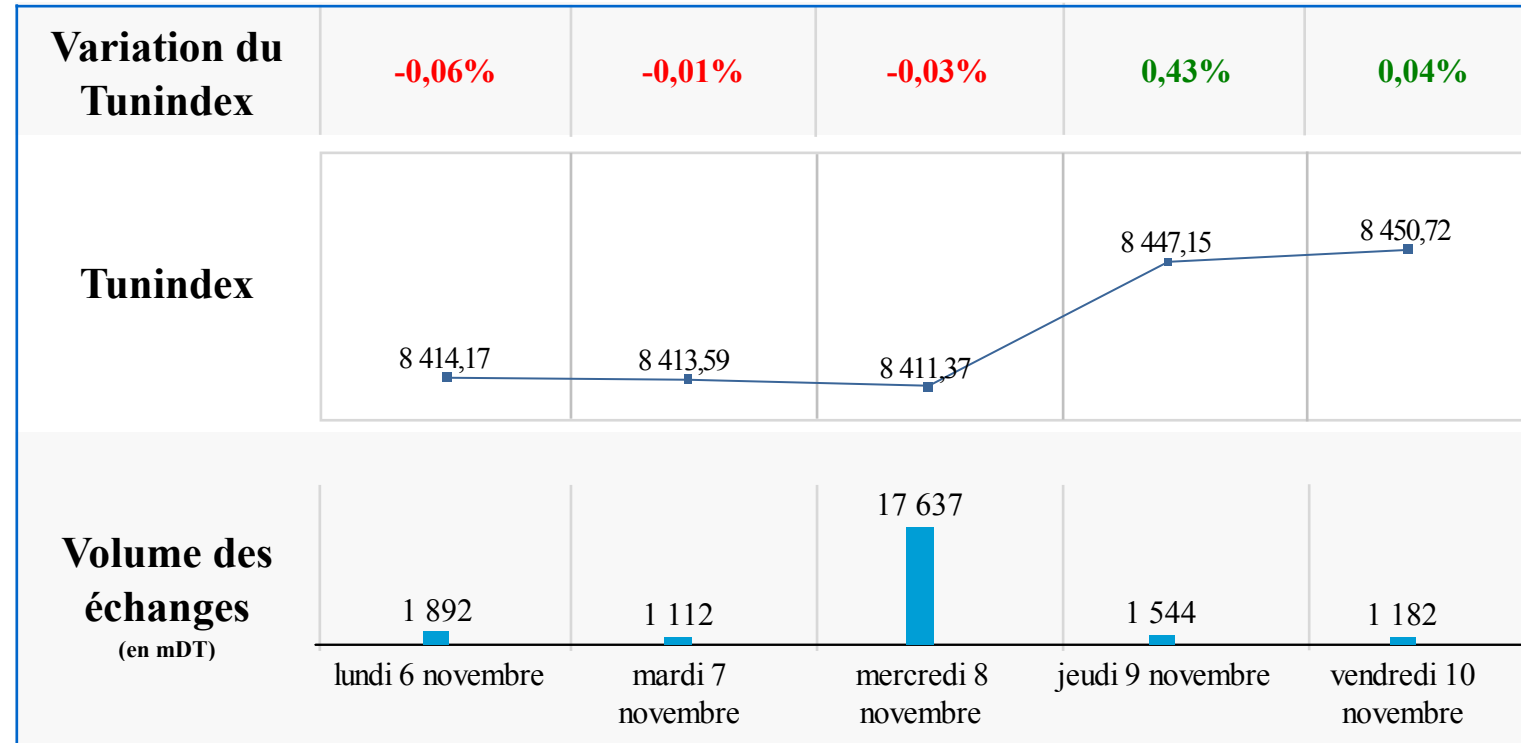 Variation du
Tunindex
-0,06%
-0,01%
-0,03%
0,43%
0,04%
Tunindex
8 414,17
8 413,59
8 411,37
8 447,15
8 450,72
Volume des
échanges
(en mDT)
1 892
1 112
17 637
1 544
1 182
lundi 6 novembre
mardi 7
novembre
mercredi 8
novembre
jeudi 9 novembre
vendredi 10
novembre